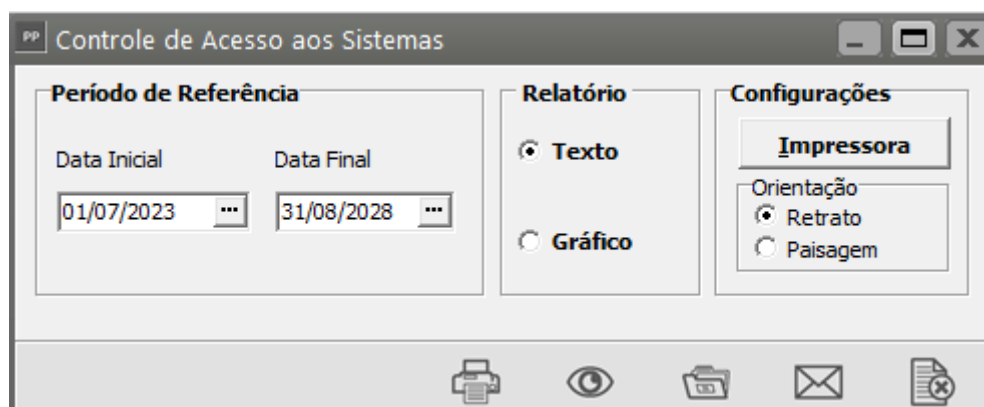 PP Controle de Acesso aos Sistemas
Período de Referência
Data Inicial
Data Final
01/07/2023 ...
31/08/2028 ...
Relatório
Texto
Gráfico
Configurações
Impressora
Orientação
Retrato
Paisagem